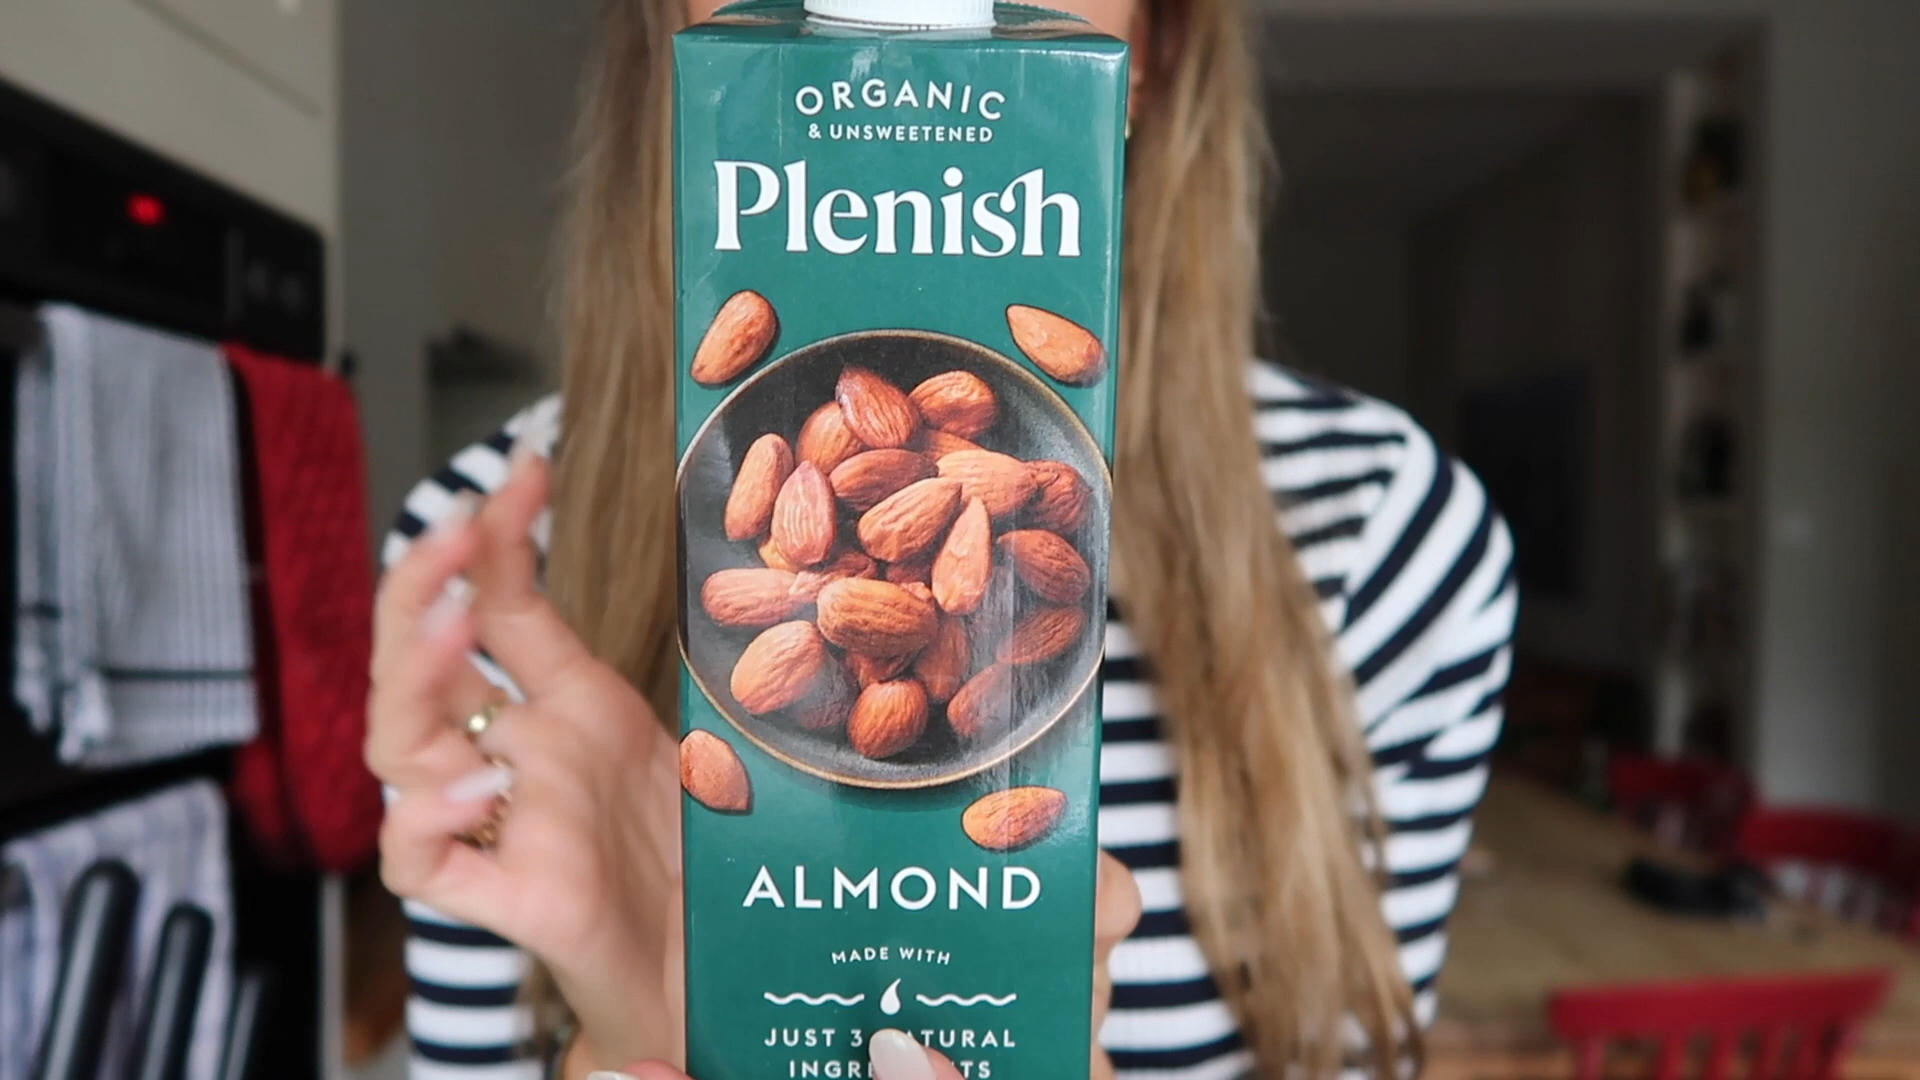 ORGANIC
& UNSWEETENED
Plenish
ALMOND
MADE WITH
JUST 3